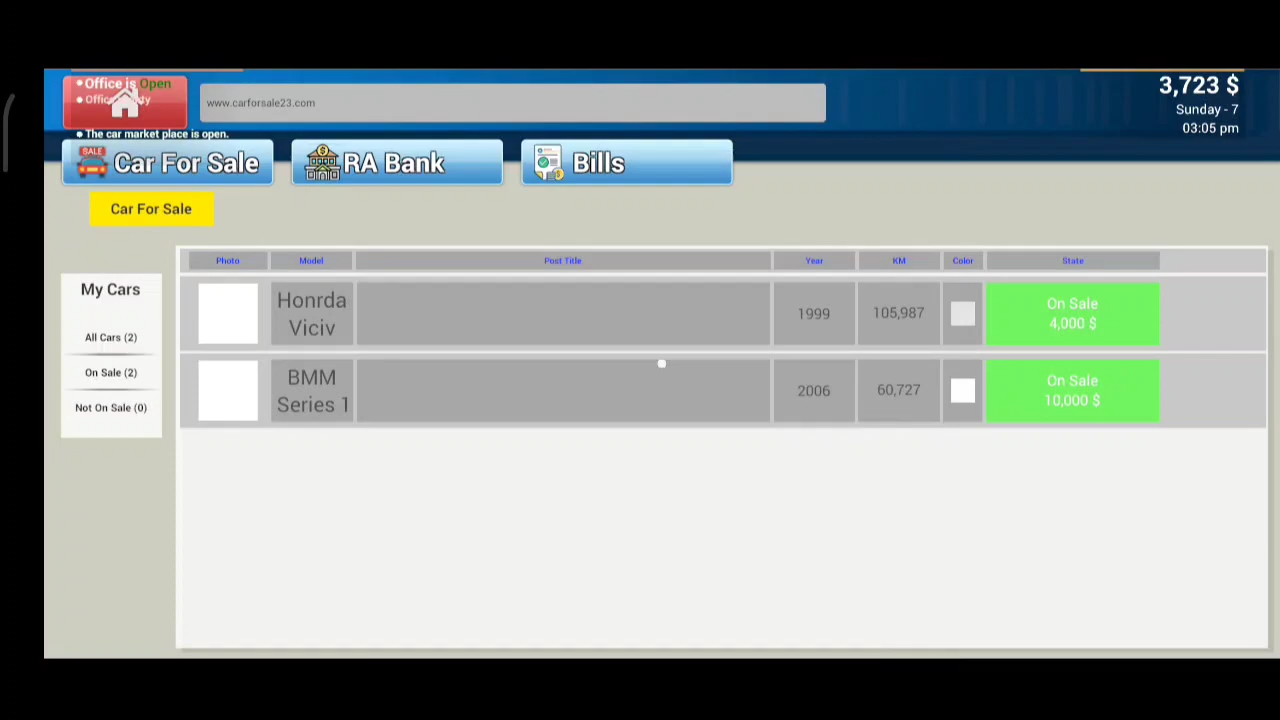 Office is Open
www.carforsale23.com
3,723 $
Sunday - 7
03:05 pm
The car market place is open.
Car For Sale
RA Bank
Bills
Car For Sale
Photo
Model
Post Title
Year
KM
Color
State
My Cars
All Cars (2)
On Sale (2)
Not On Sale (0)
Honrda
Viciv
1999
105,987
On Sale
4,000 $
BMM
Series 1
2006
60,727
On Sale
10,000 $